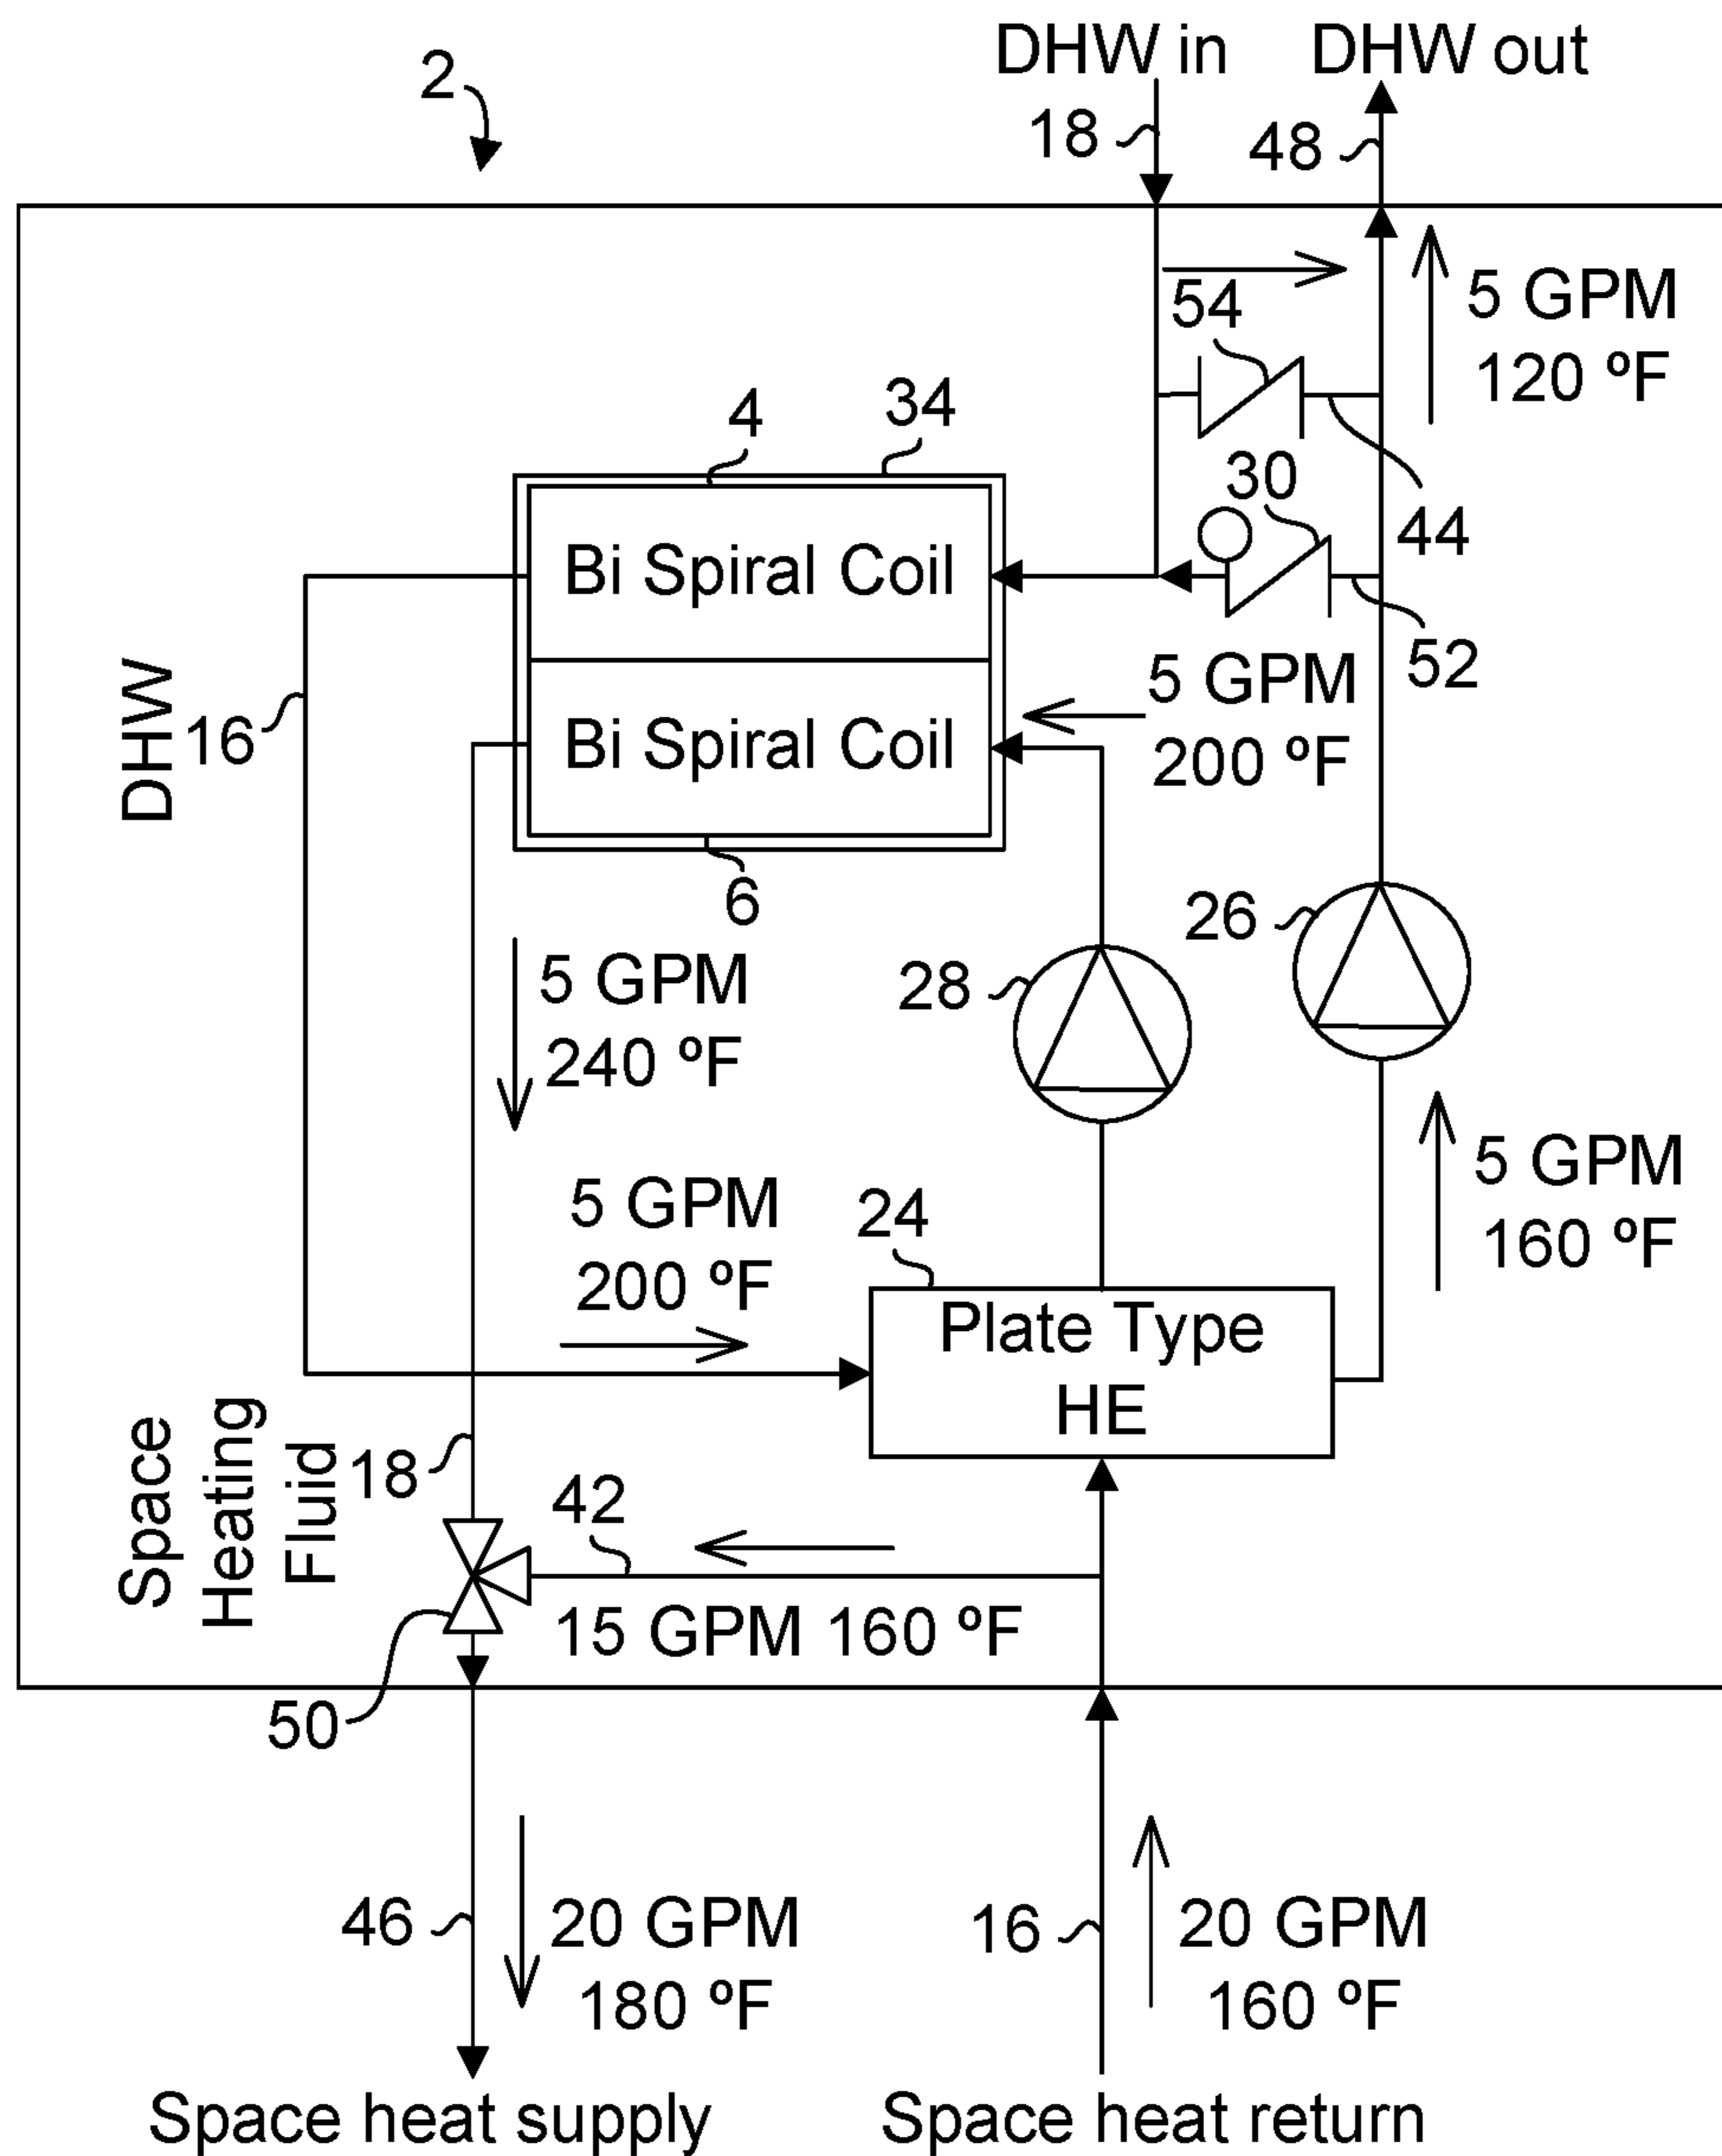 DHW in
DHW out
2
18
48
54
5 GPM
120 ºF
4
34
30
44
Bi Spiral Coil
52
5 GPM
200 ºF
DHW
16
Bi Spiral Coil
6
26
28
5 GPM
240 ºF
5 GPM
160 ºF
5 GPM
200 ºF
24
Plate Type
HE
Space
Heating
Fluid
18
42
15 GPM 160 ºF
50
46
20 GPM
180 ºF
16
20 GPM
160 ºF
Space heat supply
Space heat return